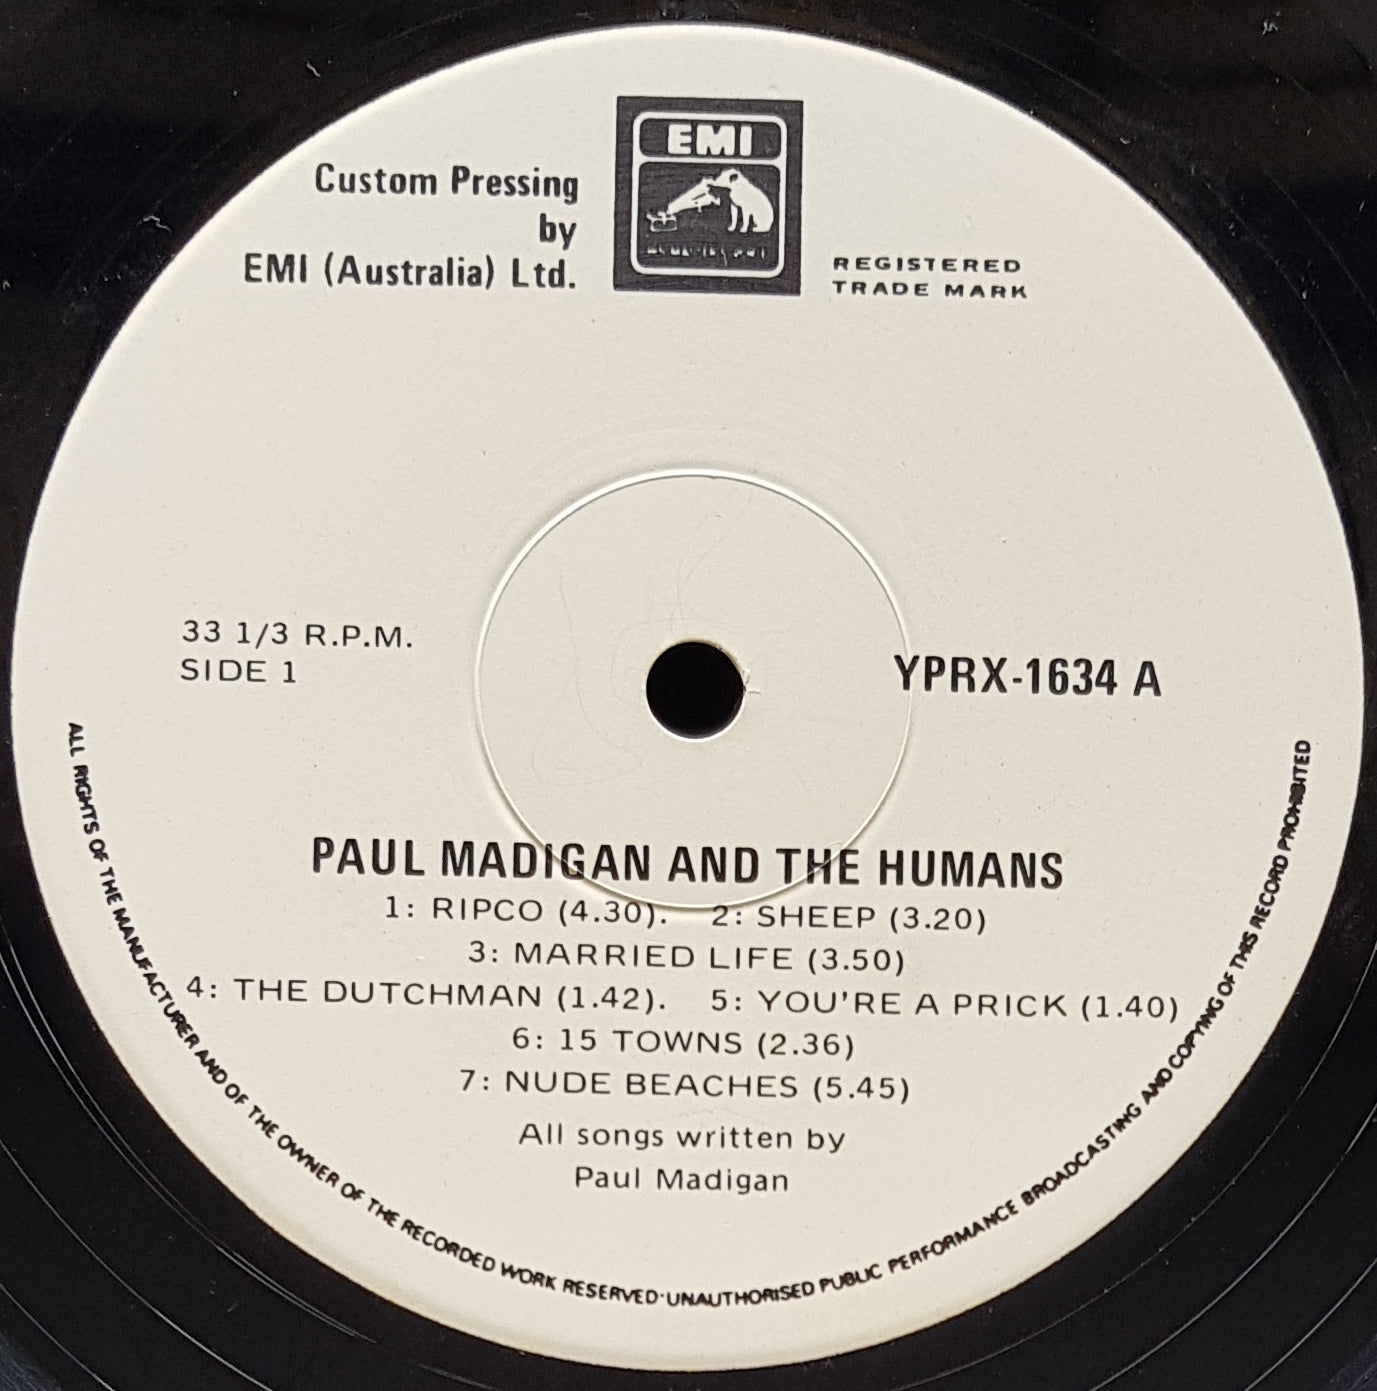 EMI
Custom Pressing
by
EMI (Australia) Ltd.
REGISTERED
TRADE MARK
33 1/3 R.P.M.
SIDE 1
YPRX-1634 A
PAUL MADIGAN AND THE HUMANS
1: RIPCO (4.30). 2: SHEEP (3.20)
3: MARRIED LIFE (3.50)
4: THE DUTCHMAN (1.42). 5: YOU'RE A PRICK (1.40)
6: 15 TOWNS (2.36)
7: NUDE BEACHES (5.45)
All songs written by
Paul Madigan
ALL RIGHTS OF THE MANUFACTURER AND OF THE OWNER OF THE RECORDED WORK RESERVED·UNAUTHORISED PUBLIC PERFORMANCE BROADCASTING AND COPYING OF THIS RECORD PROHIBITED